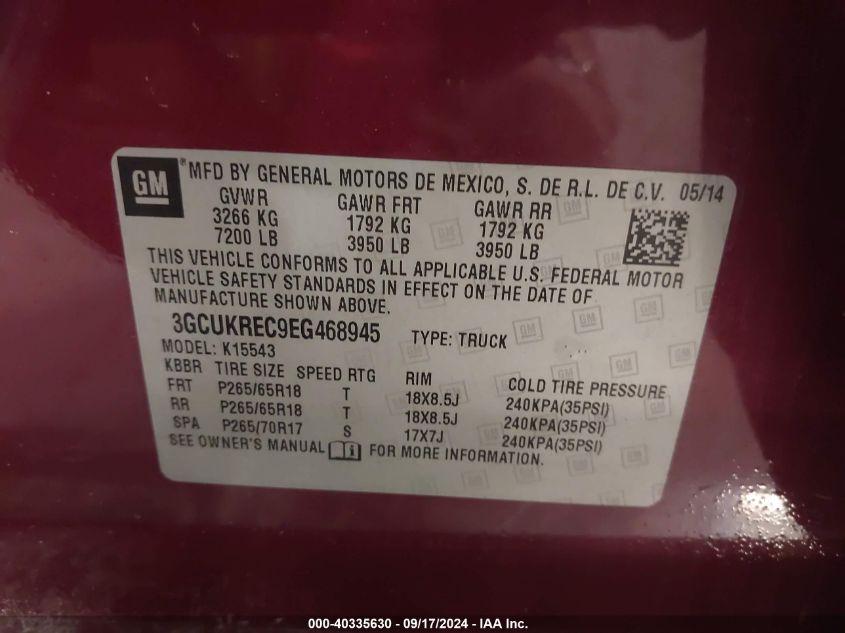 GM ® MFD BY GENERAL MOTORS DE MEXICO, S. DE R.L. DE C.V. 05/14
GVWR GAWR FRT GAWR RR
3266 KG 1792 KG 1792 KG
7200 LB 3950 LB 3950 LB
THIS VEHICLE CONFORMS TO ALL APPLICABLE U.S. FEDERAL MOTOR
VEHICLE SAFETY STANDARDS IN EFFECT ON THE DATE OF
MANUFACTURE SHOWN ABOVE.
3GCUKREC9EG468945 TYPE: TRUCK
MODEL: K15543
KBBR TIRE SIZE SPEED RTG RIM COLD TIRE PRESSURE
FRT P265/65R18 T 18X8.5J 240KPA(35PSI)
RR P265/65R18 T 18X8.5J 240KPA(35PSI)
SPA P265/70R17 S 17X7J 240KPA(35PSI)
SEE OWNER'S MANUAL FOR MORE INFORMATION.
000-40335630 - 09/17/2024 - IAA Inc.